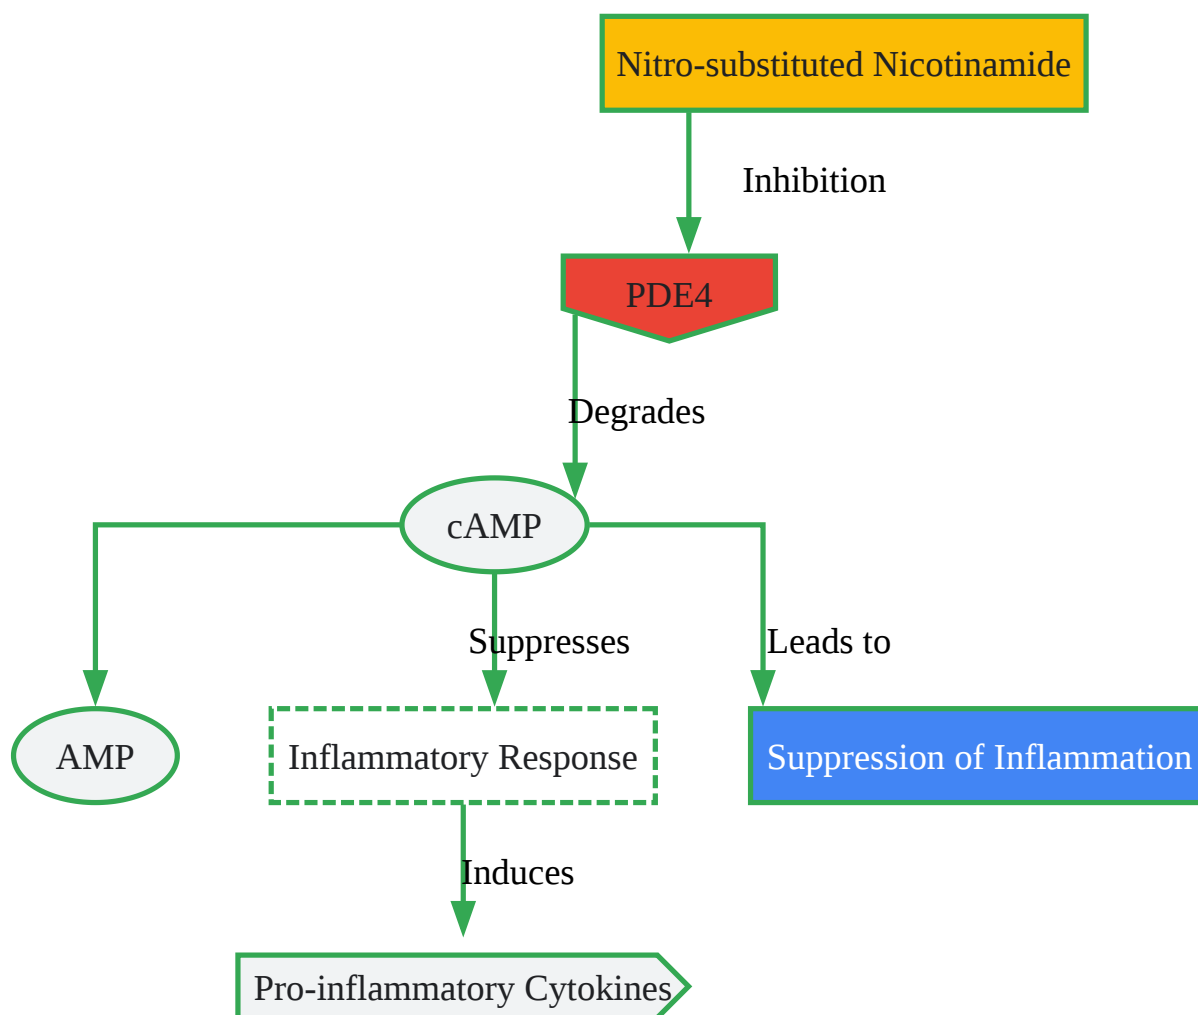 Nitro-substituted Nicotinamide
Inhibition
PDE4
Degrades
cAMP
Suppresses
Leads to
AMP
Inflammatory Response
Suppression of Inflammation
Induces
Pro-inflammatory Cytokines